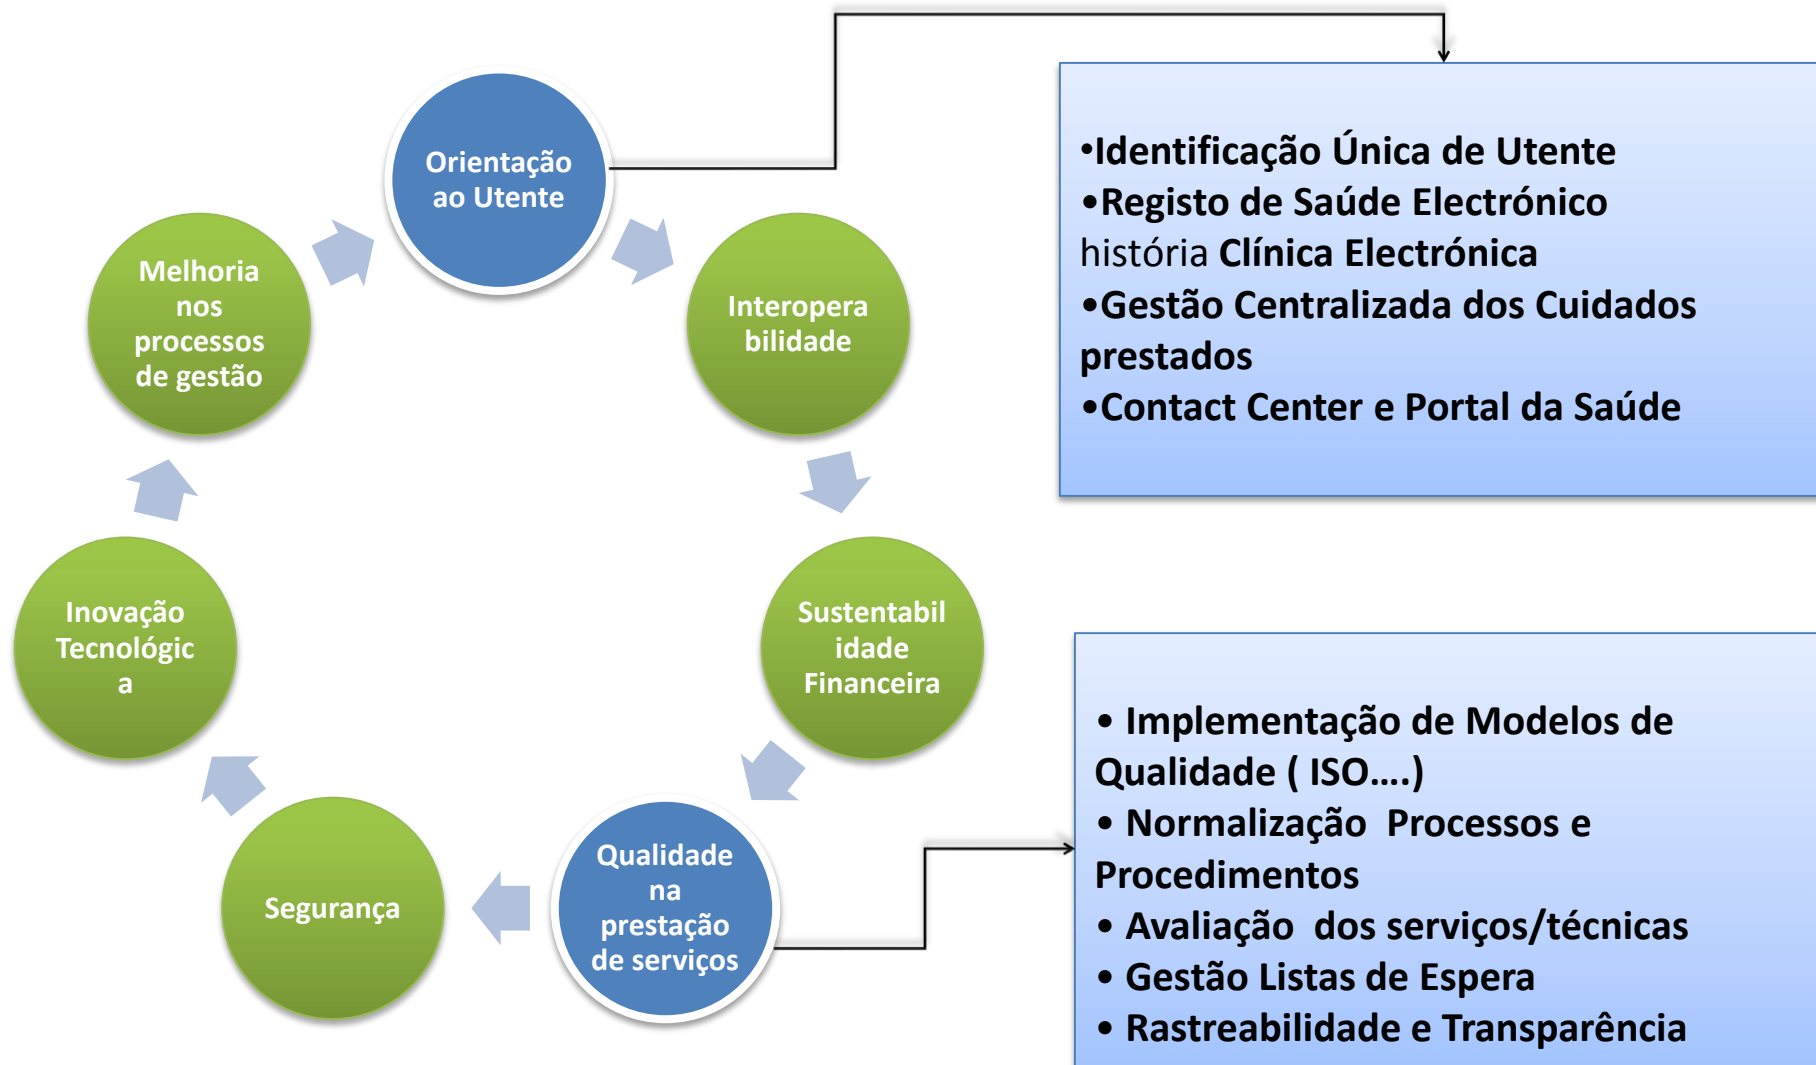 Orientação
ao Utente
Interopera
bilidade
Sustentabil
idade
Financeira
Qualidade
na
prestação
de serviços
Segurança
Inovação
Tecnológic
a
Melhoria
nos
processos
de gestão
•Identificação Única de Utente
•Registo de Saúde Electrónico
história Clínica Electrónica
•Gestão Centralizada dos Cuidados
prestados
•Contact Center e Portal da Saúde
• Implementação de Modelos de
Qualidade ( ISO....)
• Normalização  Processos e
Procedimentos
• Avaliação  dos serviços/técnicas
• Gestão Listas de Espera
• Rastreabilidade e Transparência